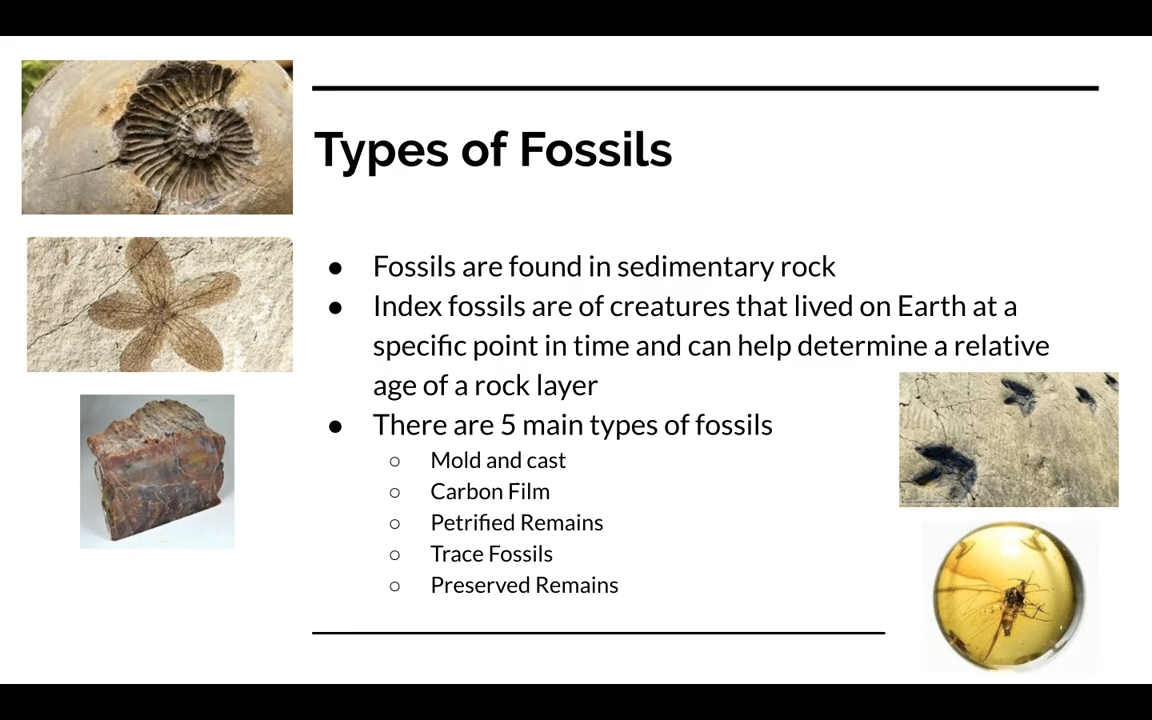 Types of Fossils
● Fossils are found in sedimentary rock
● Index fossils are of creatures that lived on Earth at a
specific point in time and can help determine a relative
age of a rock layer
● There are 5 main types of fossils
○ Mold and cast
○ Carbon Film
○ Petrified Remains
○ Trace Fossils
○ Preserved Remains